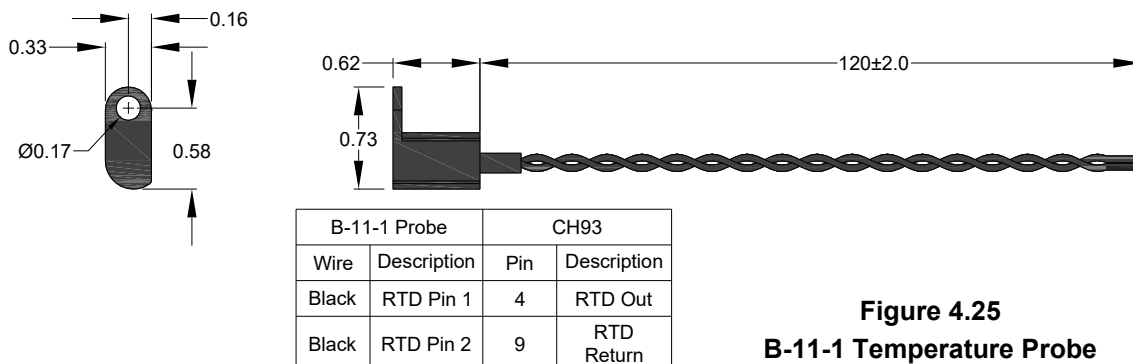 0.16
0.33
Ø0.17
0.58
0.62
120±2.0
0.73
B-11-1 Probe CH93
Wire Description Pin Description
Black RTD Pin 1 4 RTD Out
Black RTD Pin 2 9 RTD
Return
Figure 4.25
B-11-1 Temperature Probe